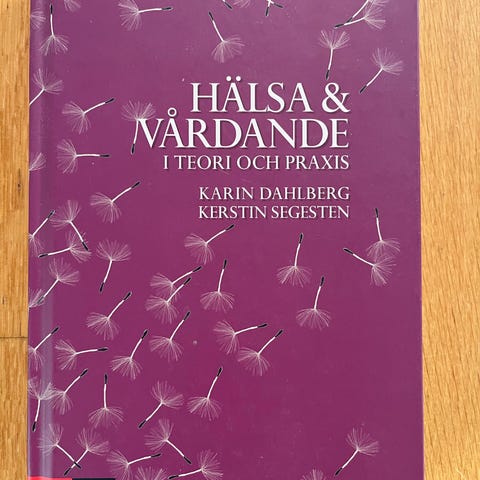 HÄLSA &
VÅRDANDE
I TEORI OCH PRAXIS
KARIN DAHLBERG
KERSTIN SEGESTEN